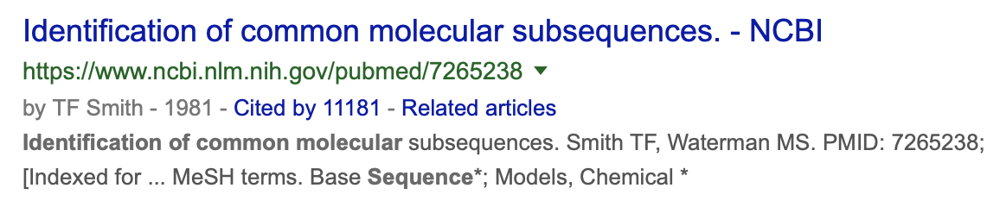 Identification of common molecular subsequences. - NCBI
https://www.ncbi.nlm.nih.gov/pubmed/7265238
by TF Smith - 1981 - Cited by 11181 - Related articles
Identification of common molecular subsequences. Smith TF, Waterman MS. PMID: 7265238;
[Indexed for ... MeSH terms. Base Sequence*; Models, Chemical *